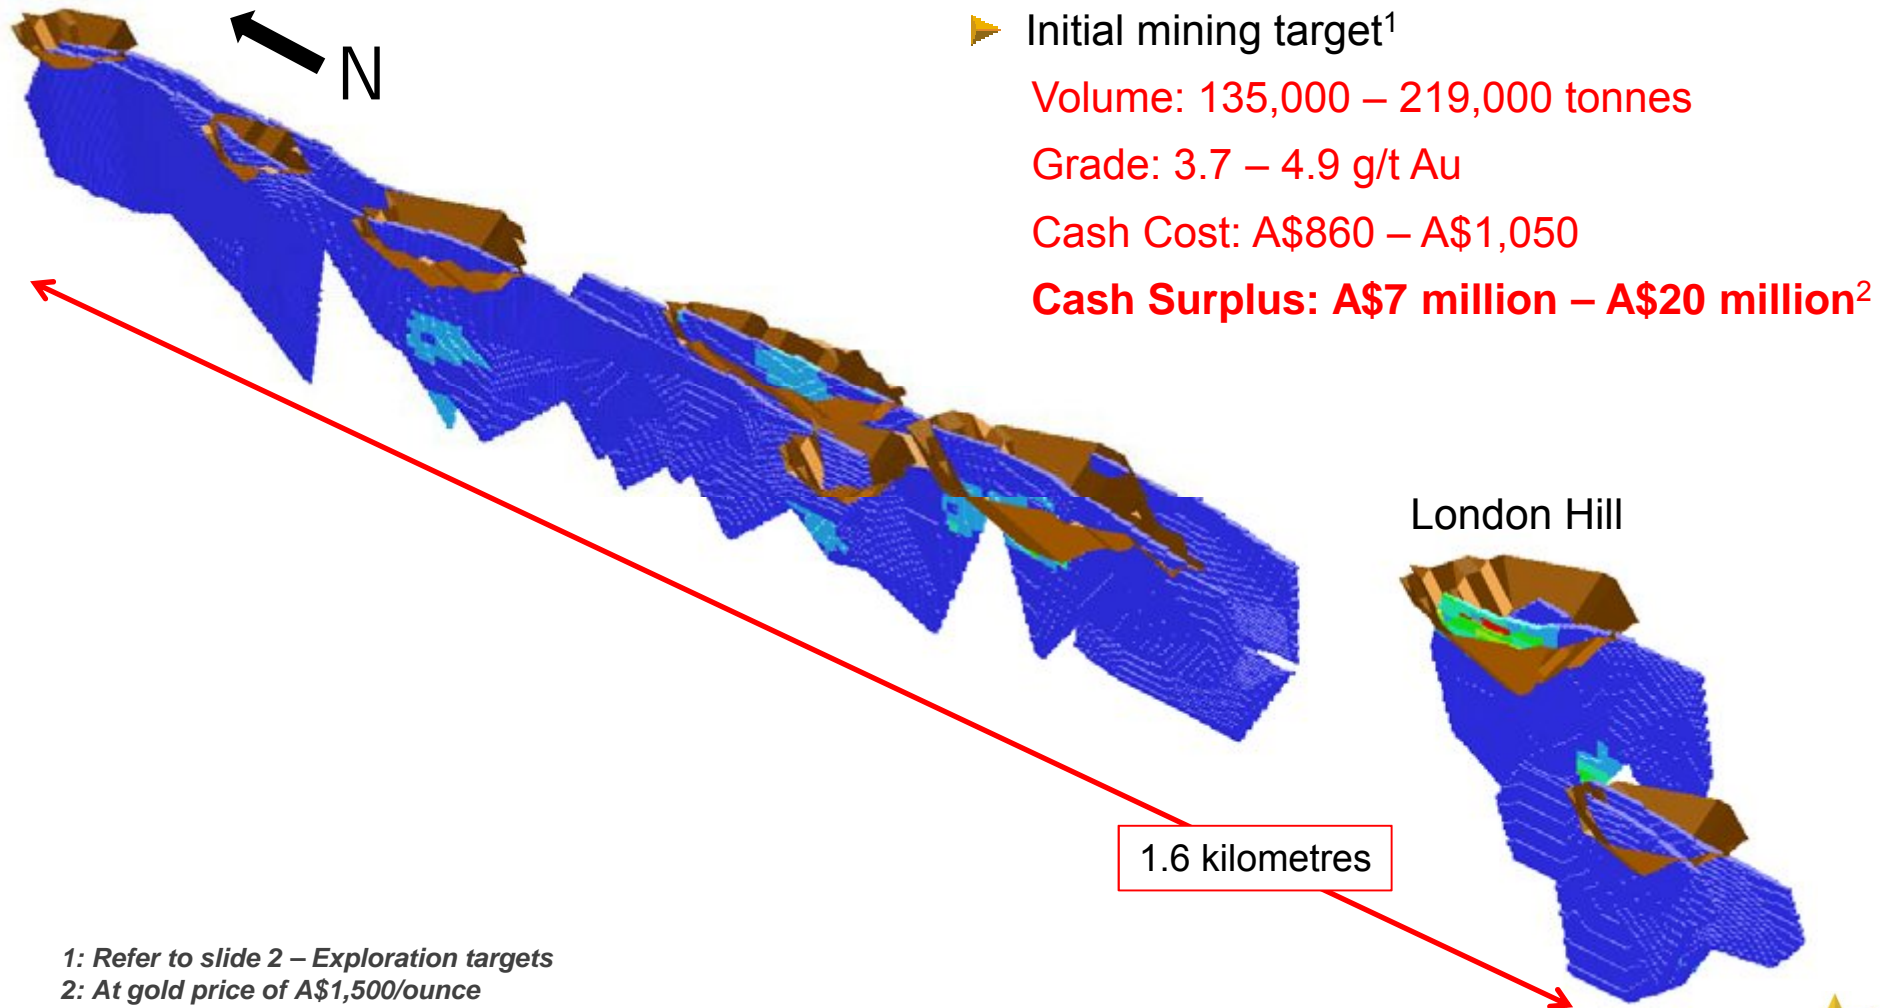 N
Initial mining target¹
Volume: 135,000 – 219,000 tonnes
Grade: 3.7 – 4.9 g/t Au
Cash Cost: A$860 – A$1,050
Cash Surplus: A$7 million – A$20 million²
London Hill
1.6 kilometres
1: Refer to slide 2 – Exploration targets
2: At gold price of A$1,500/ounce